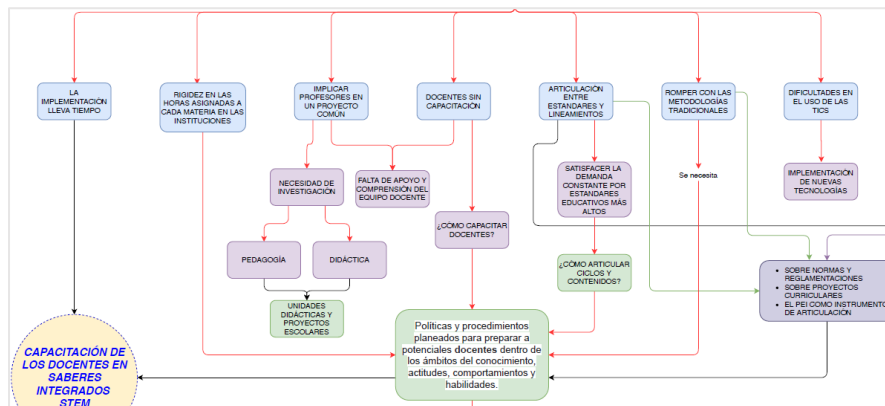 LA
IMPLEMENTACIÓN
LLEVA TIEMPO
RIGIDEZ EN LAS
HORAS ASIGNADAS A
CADA MATERIA EN LAS
INSTITUCIONES
IMPLICAR
PROFESORES EN
UN PROYECTO
COMÚN
DOCENTES SIN
CAPACITACIÓN
ARTICULACIÓN
ENTRE
ESTANDARES Y
LINEAMIENTOS
ROMPER CON LAS
METODOLOGÍAS
TRADICIONALES
DIFICULTADES EN
EL USO DE LAS
TICS
NECESIDAD DE
INVESTIGACIÓN
FALTA DE APOYO Y
COMPRENSIÓN DEL
EQUIPO DOCENTE
SATISFACER LA
DEMANDA
CONSTANTE POR
ESTANDARES
EDUCATIVOS MÁS
ALTOS
Se necesita
IMPLEMENTACIÓN
DE NUEVAS
TECNOLOGÍAS
¿CÓMO CAPACITAR
DOCENTES?
PEDAGOGÍA
DIDÁCTICA
¿CÓMO ARTICULAR
CICLOS Y
CONTENIDOS?
SOBRE NORMAS Y
REGLAMENTACIONES
SOBRE PROYECTOS
CURRICULARES
EL PEI COMO INSTRUMENTO
DE ARTICULACIÓN
UNIDADES
DIDÁCTICAS Y
PROYECTOS
ESCOLARES
Políticas y procedimientos
planeados para preparar a
potenciales docentes dentro de
los ámbitos del conocimiento,
actitudes, comportamientos y
habilidades.
CAPACITACIÓN DE
LOS DOCENTES EN
SABERES
INTEGRADOS
STEM